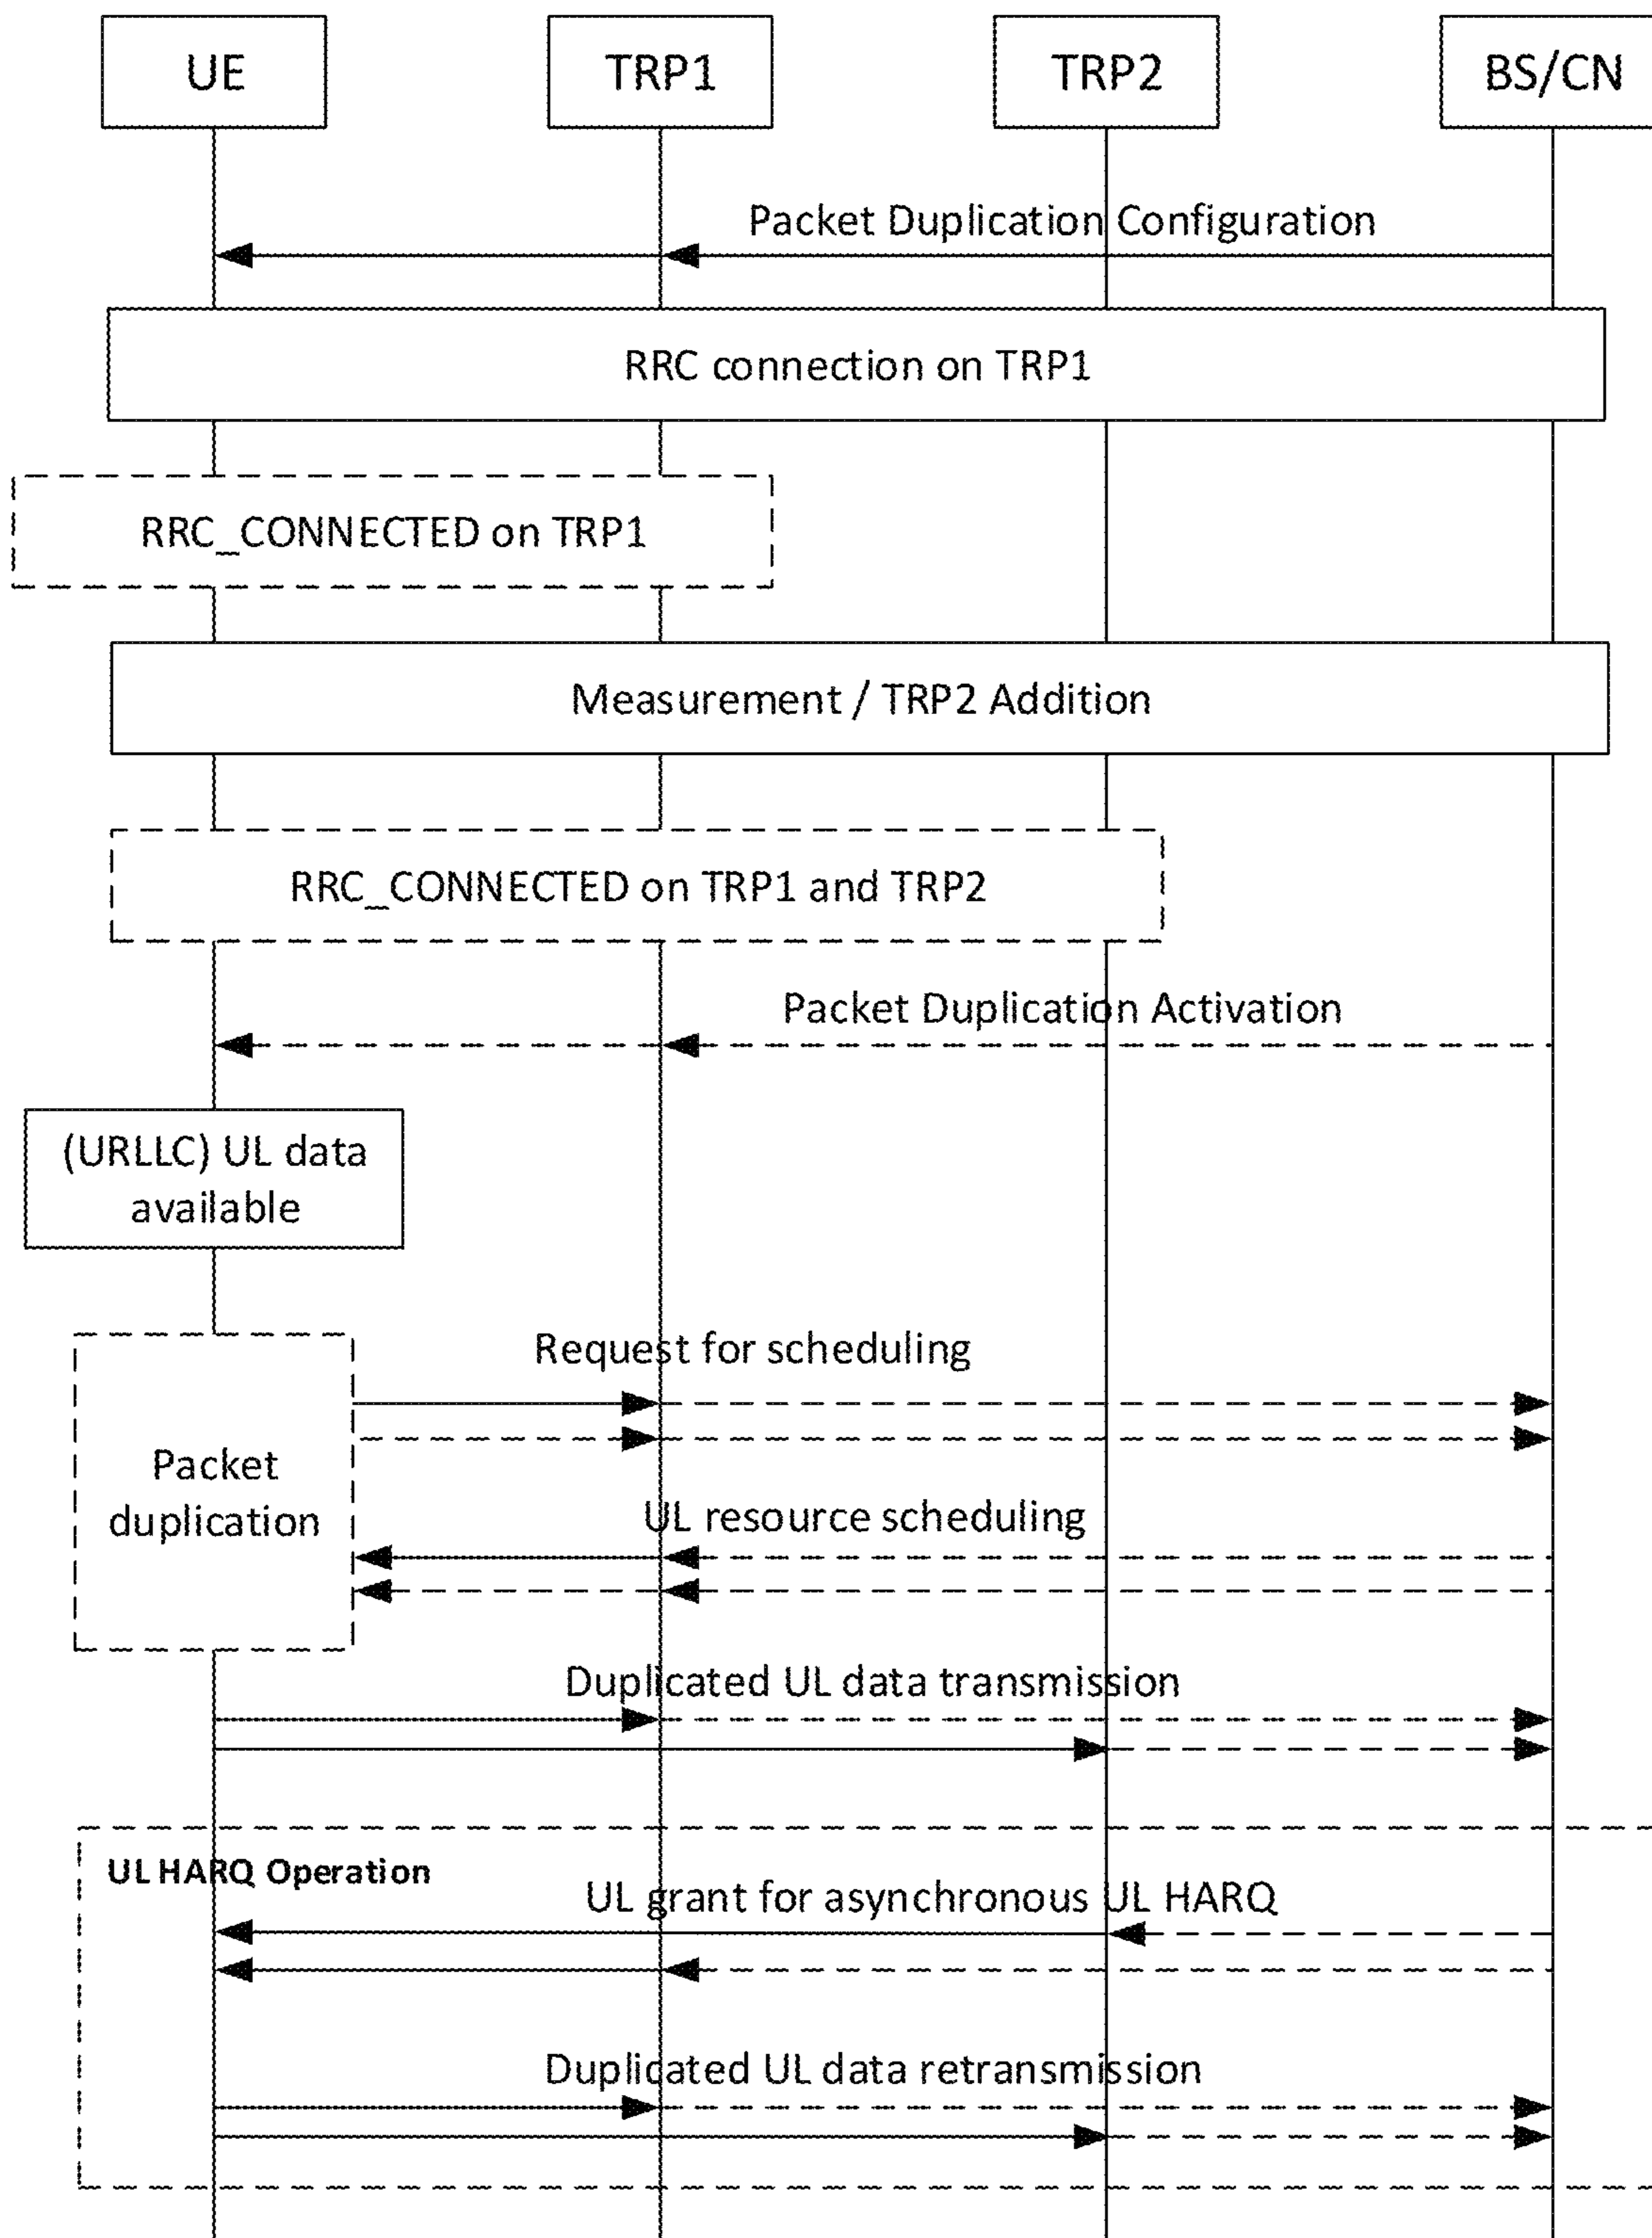 UE
TRP1
TRP2
BS/CN
Packet Duplication Configuration
RRC connection on TRP1
RRC_CONNECTED on TRP1
Measurement / TRP2 Addition
RRC_CONNECTED on TRP1 and TRP2
Packet Duplication Activation
(URLLC) UL data
available
Request for scheduling
Packet
duplication
UL resource scheduling
Duplicated UL data transmission
UL HARQ Operation
UL grant for asynchronous UL HARQ
Duplicated UL data retransmission